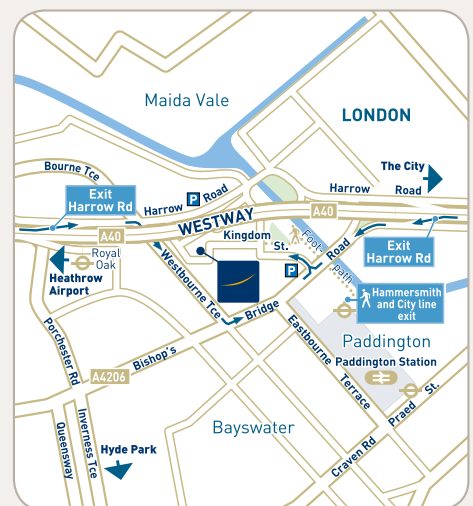 Maida Vale
LONDON
The City
Bourne Tce
Exit
Harrow Rd
Harrow Road
P
Harrow Road
WESTWAY
A40
A40
Kingdom
St.
Foot-
path
Road
Exit
Harrow Rd
Royal
Oak
Heathrow
Airport
Westbourne Tce
P
Hammersmith
and City line
exit
Bridge
Bishop's
Porchester Rd
Eastbourne
Terrace
Paddington
Paddington Station
A4206
Praed St.
Craven Rd
Bayswater
Queensway
Inverness Tce
Hyde Park